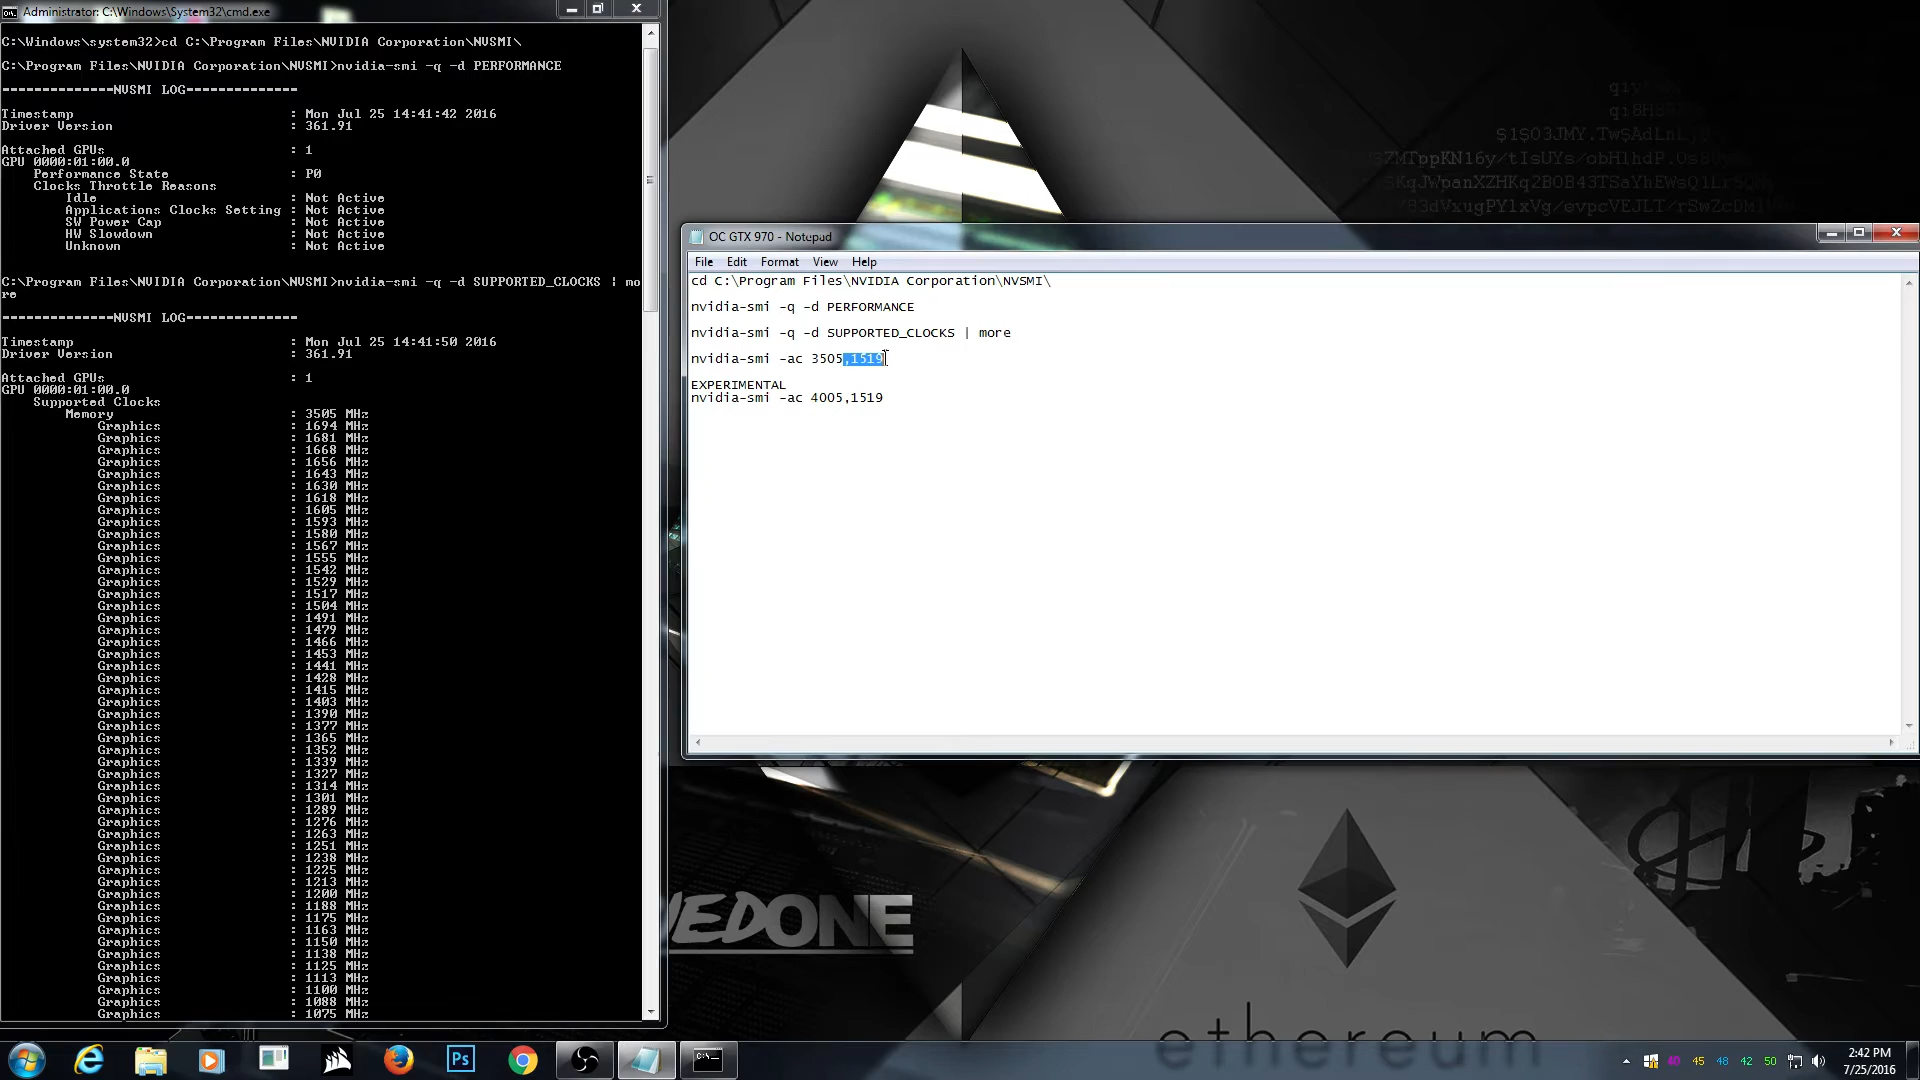 Administrator: C:\Windows\System32\cmd.exe
C:\Windows\system32>cd C:\Program Files\NVIDIA Corporation\NVSMI\
C:\Program Files\NVIDIA Corporation\NVSMI>nvidia-smi -q -d PERFORMANCE
==============NVSMI LOG==============
Timestamp : Mon Jul 25 14:41:42 2016
Driver Version : 361.91
Attached GPUs : 1
GPU 0000:01:00.0
Performance State : P0
Clocks Throttle Reasons
Idle : Not Active
Applications Clocks Setting : Not Active
SW Power Cap : Not Active
HW Slowdown : Not Active
Unknown : Not Active
C:\Program Files\NVIDIA Corporation\NVSMI>nvidia-smi -q -d SUPPORTED_CLOCKS | mo
re
==============NVSMI LOG==============
Timestamp : Mon Jul 25 14:41:50 2016
Driver Version : 361.91
Attached GPUs : 1
GPU 0000:01:00.0
Supported Clocks
Memory : 3505 MHz
Graphics : 1694 MHz
Graphics : 1681 MHz
Graphics : 1668 MHz
Graphics : 1656 MHz
Graphics : 1643 MHz
Graphics : 1630 MHz
Graphics : 1618 MHz
Graphics : 1605 MHz
Graphics : 1593 MHz
Graphics : 1580 MHz
Graphics : 1567 MHz
Graphics : 1555 MHz
Graphics : 1542 MHz
Graphics : 1529 MHz
Graphics : 1517 MHz
Graphics : 1504 MHz
Graphics : 1491 MHz
Graphics : 1479 MHz
Graphics : 1466 MHz
Graphics : 1453 MHz
Graphics : 1441 MHz
Graphics : 1428 MHz
Graphics : 1415 MHz
Graphics : 1403 MHz
Graphics : 1390 MHz
Graphics : 1377 MHz
Graphics : 1365 MHz
Graphics : 1352 MHz
Graphics : 1339 MHz
Graphics : 1327 MHz
Graphics : 1314 MHz
Graphics : 1301 MHz
Graphics : 1289 MHz
Graphics : 1276 MHz
Graphics : 1263 MHz
Graphics : 1251 MHz
Graphics : 1238 MHz
Graphics : 1225 MHz
Graphics : 1213 MHz
Graphics : 1200 MHz
Graphics : 1188 MHz
Graphics : 1175 MHz
Graphics : 1163 MHz
Graphics : 1150 MHz
Graphics : 1138 MHz
Graphics : 1125 MHz
Graphics : 1113 MHz
Graphics : 1100 MHz
Graphics : 1088 MHz
Graphics : 1075 MHz
OC GTX 970 - Notepad
File Edit Format View Help
cd C:\Program Files\NVIDIA Corporation\NVSMI\
nvidia-smi -q -d PERFORMANCE
nvidia-smi -q -d SUPPORTED_CLOCKS | more
nvidia-smi -ac 3505,1519
EXPERIMENTAL
nvidia-smi -ac 4005,1519
ethereum
Ps
40 45 48 42 50
2:42 PM
7/25/2016